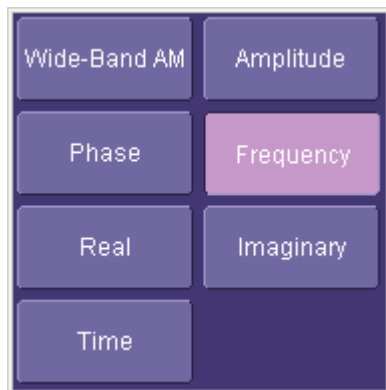 Wide-Band AM
Amplitude
Phase
Frequency
Real
Imaginary
Time